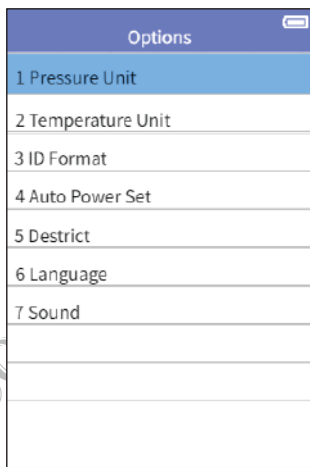 Options
1 Pressure Unit
2 Temperature Unit
3 ID Format
4 Auto Power Set
5 Destrict
6 Language
7 Sound